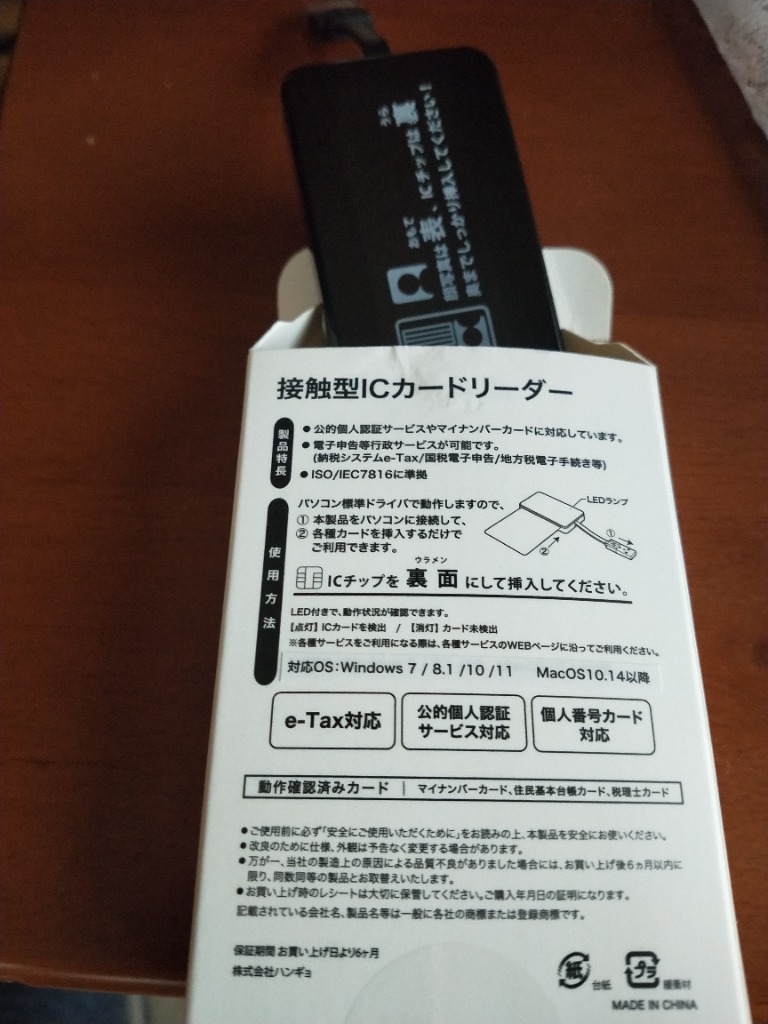 おもて
うら
顔写真は 表、ICチップは 裏
奥までしっかり挿入してください！
接触型ICカードリーダー
製品特長
●公的個人認証サービスやマイナンバーカードに対応しています。
●電子申告等行政サービスが可能です。
(納税システムe-Tax/国税電子申告/地方税電子手続き等)
●ISO/IEC7816に準拠
使用方法
パソコン標準ドライバで動作しますので、
① 本製品をパソコンに接続して、
② 各種カードを挿入するだけで
ご利用できます。
LEDランプ
①
②
ウラメン
ICチップを 裏面 にして挿入してください。
LED付きで、動作状況が確認できます。
【点灯】ICカードを検出 / 【消灯】カード未検出
※各種サービスをご利用になる際は、各種サービスのWEBページに沿ってご利用ください。
対応OS：Windows 7 / 8.1 /10 /11 MacOS10.14以降
e-Tax対応
公的個人認証
サービス対応
個人番号カード
対応
動作確認済みカード | マイナンバーカード、住民基本台帳カード、税理士カード
●ご使用前に必ず「安全にご使用いただくために」をお読みの上、本製品を安全にお使いください。
●改良のために仕様、外観は予告なく変更する場合があります。
●万が一、当社の製造上の原因による品質不良がありました場合には、お買い上げ後6ヵ月以内に
限り、同数同等の製品とお取替えいたします。
●お買い上げ時のレシートは大切に保管してください。ご購入年月日の証明になります。
記載されている会社名、製品名等は一般に各社の商標または登録商標です。
保証期間 お買い上げ日より6ヶ月
株式会社ハンギョ
紙 台紙
プラ 緩衝材
MADE IN CHINA